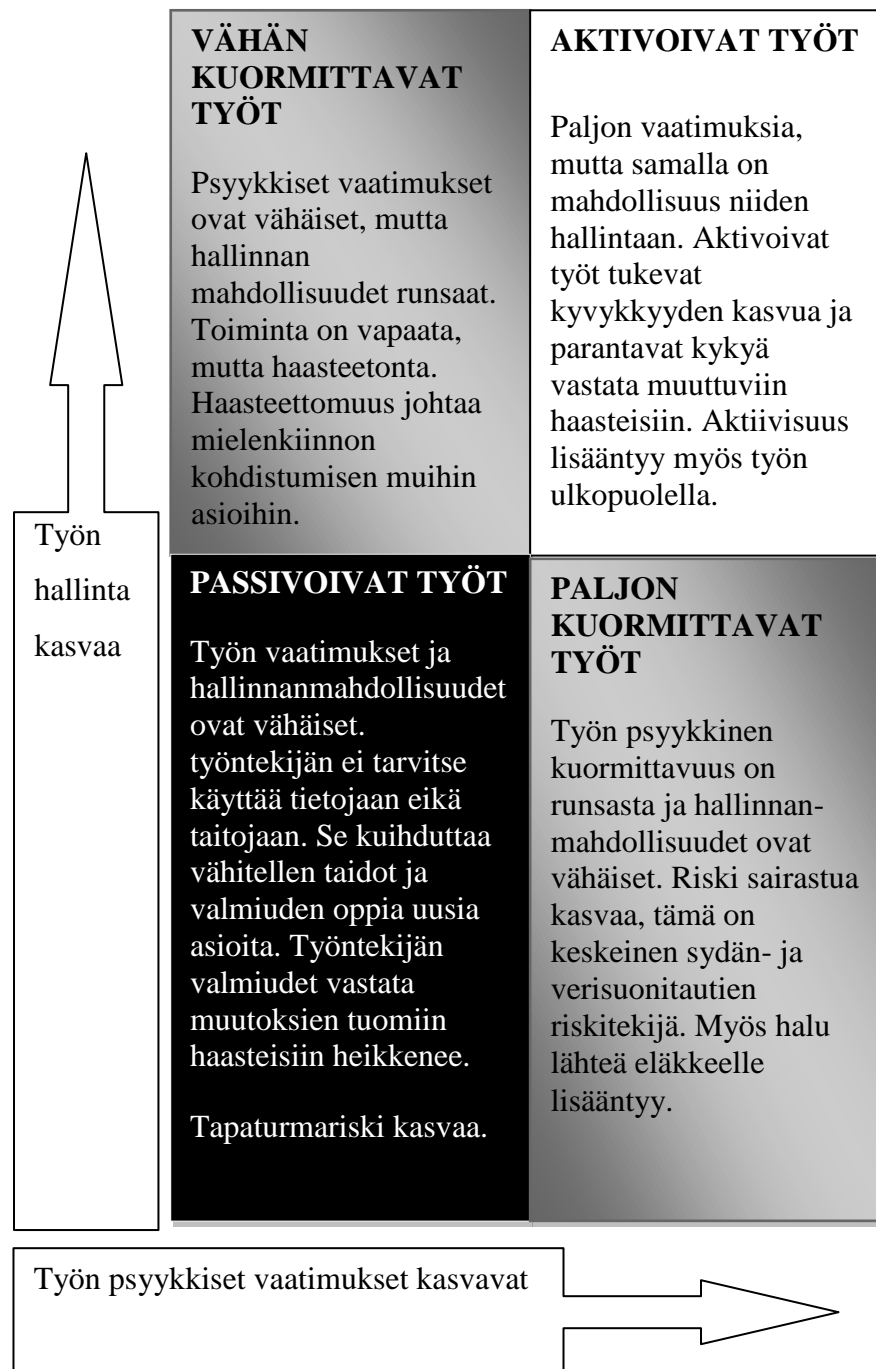 VÄHÄN
KUORMITTAVAT
TYÖT
Psyykkiset vaatimukset
ovat vähäiset, mutta
hallinnan
mahdollisuudet runsaat.
Toiminta on vapaata,
mutta haasteetonta.
Haasteettomuus johtaa
mielenkiinnon
kohdistumisen muihin
asioihin.
AKTIVOIVAT TYÖT
Paljon vaatimuksia,
mutta samalla on
mahdollisuus niiden
hallintaan. Aktivoivat
työt tukevat
kyvykkyyden kasvua ja
parantavat kykyä
vastata muuttuviin
haasteisiin. Aktiivisuus
lisääntyy myös työn
ulkopuolella.
Työn
hallinta
kasvaa
PASSIVOIVAT TYÖT
Työn vaatimukset ja
hallinnanmahdollisuudet
ovat vähäiset.
työntekijän ei tarvitse
käyttää tietojaan eikä
taitojaan. Se kuihduttaa
vähitellen taidot ja
valmiuden oppia uusia
asioita. Työntekijän
valmiudet vastata
muutoksien tuomiin
haasteisiin heikkenee.
Tapaturmariski kasvaa.
PALJON
KUORMITTAVAT
TYÖT
Työn psyykkinen
kuormittavuus on
runsasta ja hallinnan-
mahdollisuudet ovat
vähäiset. Riski sairastua
kasvaa, tämä on
keskeinen sydän- ja
verisuonitautien
riskitekijä. Myös halu
lähteä eläkkeelle
lisääntyy.
Työn psyykkiset vaatimukset kasvavat